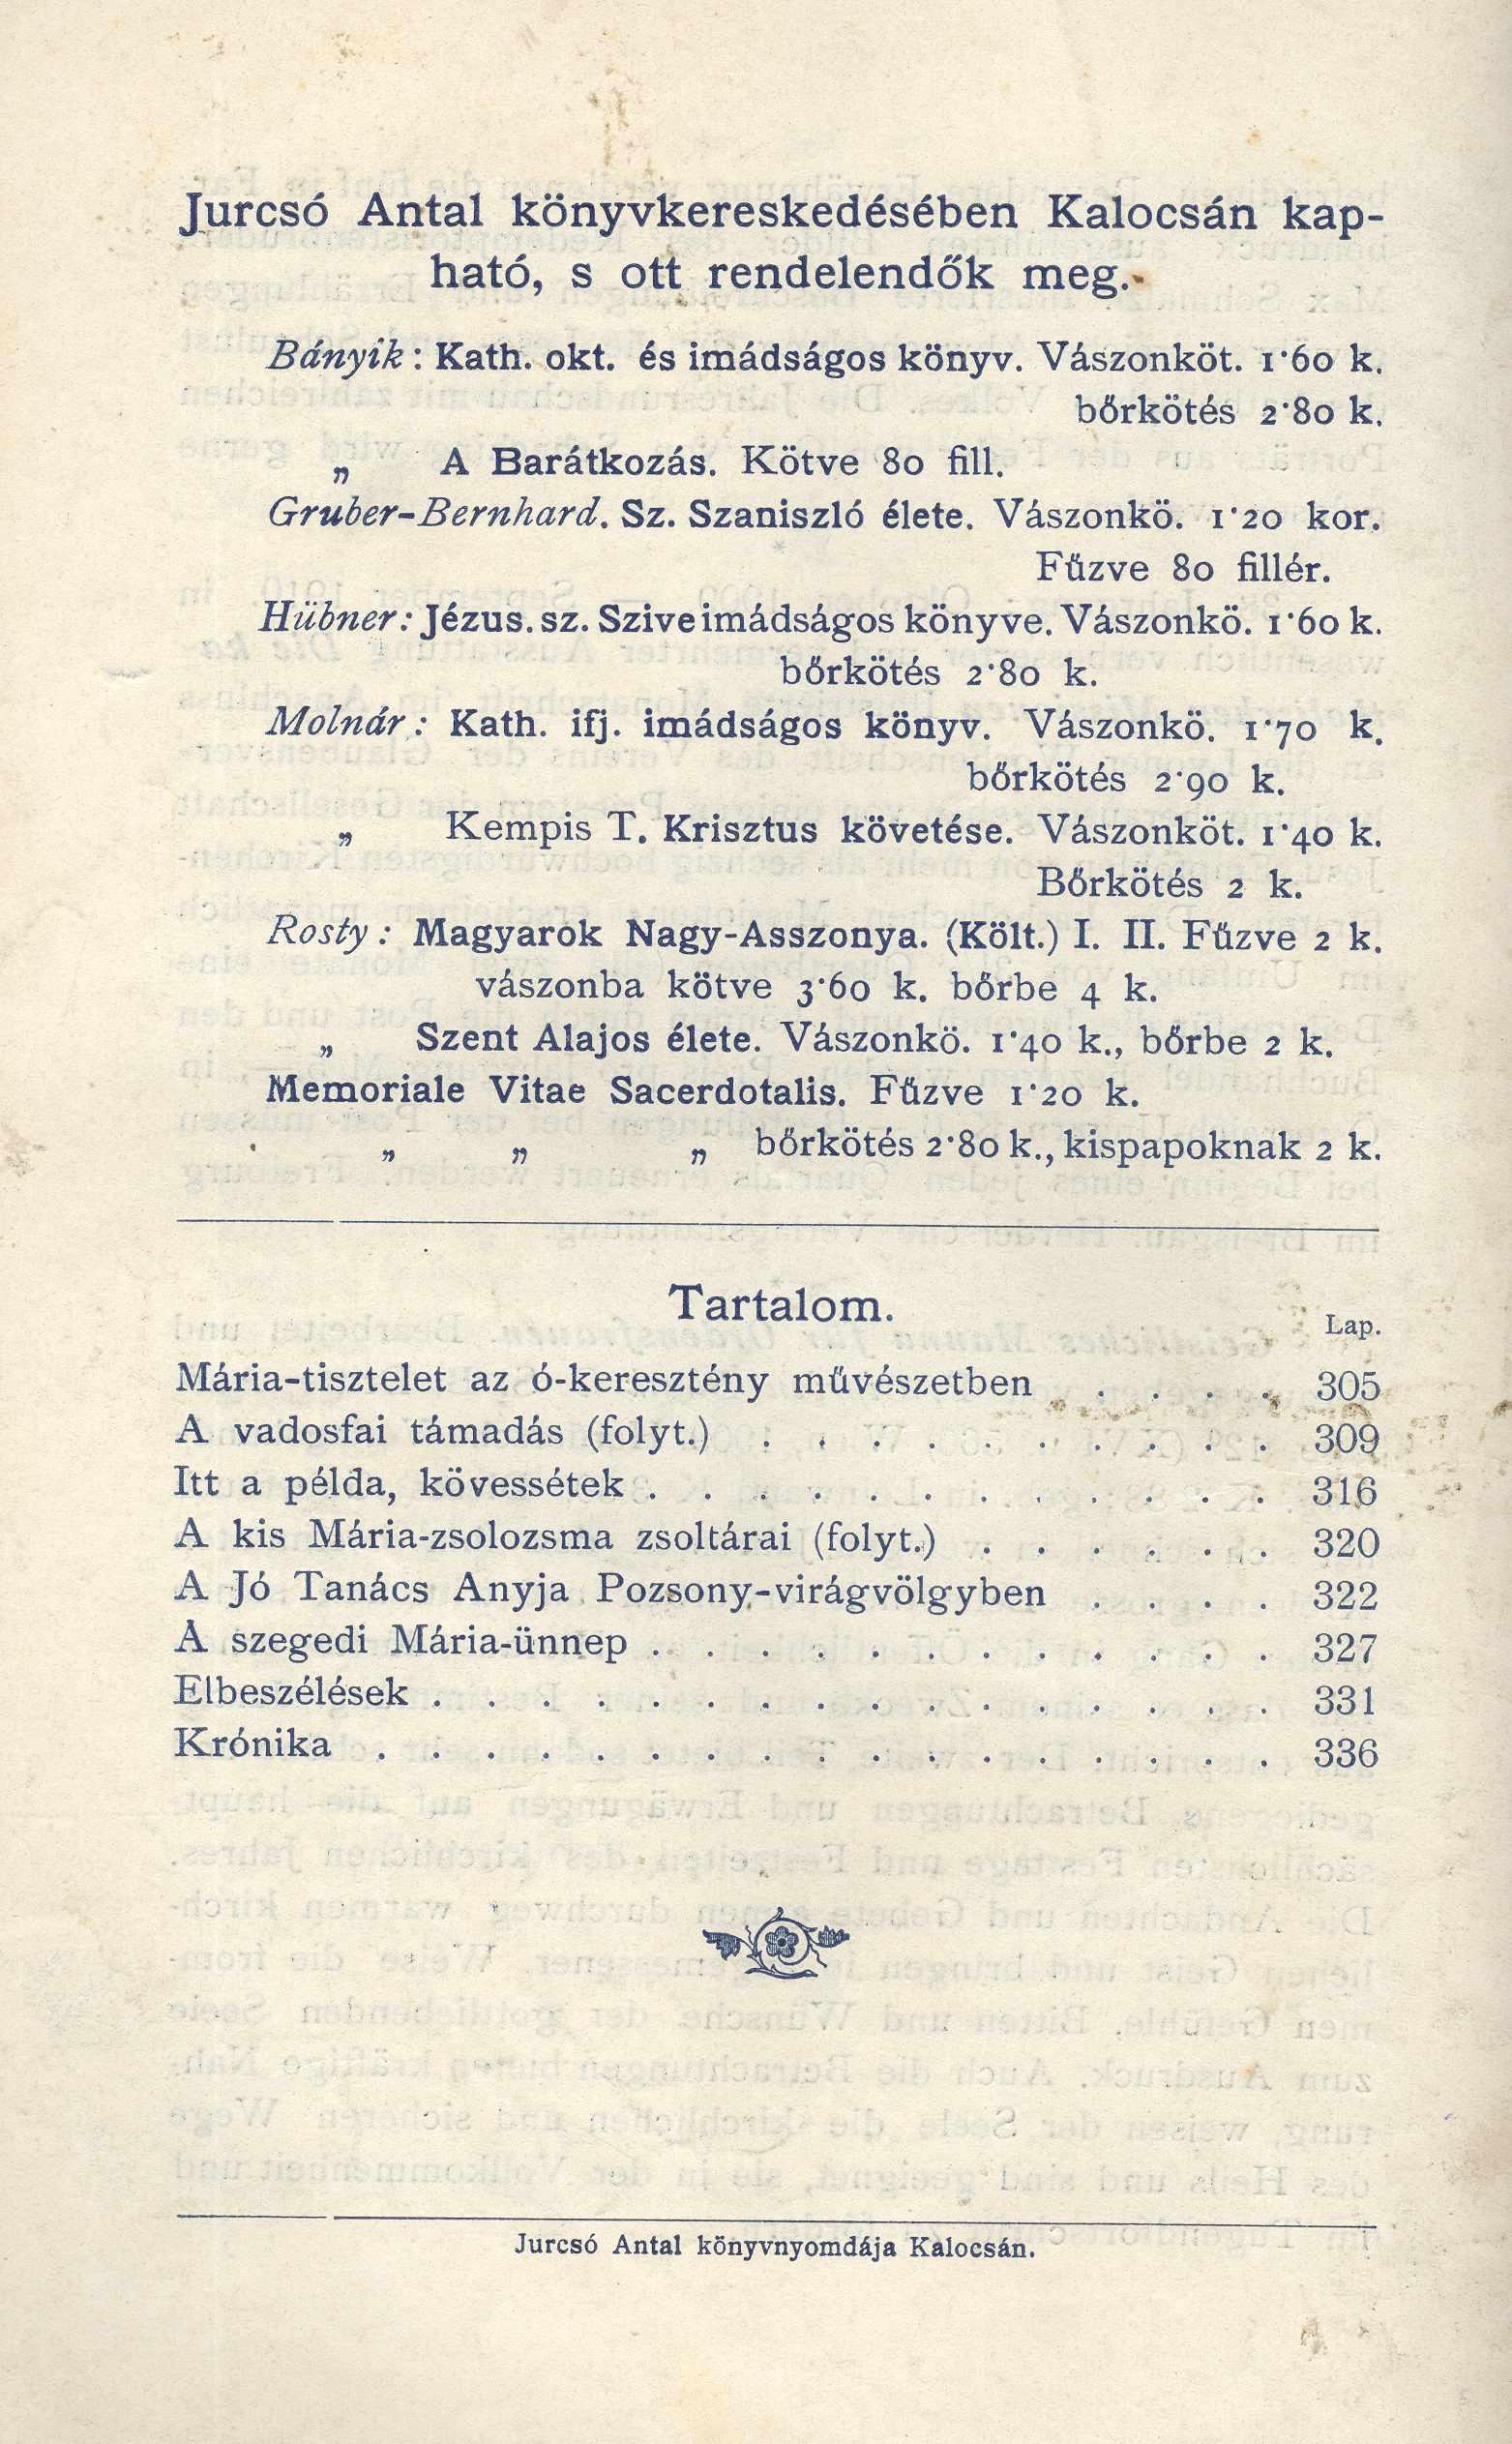 Jurcsó Antal könyvkereskedésében Kalocsán kap-
ható, s ott rendelendők meg.
Bányik: Kath. okt. és imádságos könyv. Vászonköt. 1·60 k.
bőrkötés 2·80 k.
„ A Barátkozás. Kötve 80 fill.
Gruber-Bernhard. Sz. Szaniszló élete. Vászonkö. 1·20 kor.
Fűzve 80 fillér.
Hübner: Jézus. sz. Szive imádságos könyve. Vászonkö. 1·60 k.
bőrkötés 2·80 k.
Molnár: Kath. ifj. imádságos könyv. Vászonkö. 1·70 k.
bőrkötés 2·90 k.
„ Kempis T. Krisztus követése. Vászonköt. 1·40 k.
Bőrkötés 2 k.
Rosty: Magyarok Nagy-Asszonya. (Költ.) I. II. Fűzve 2 k.
vászonba kötve 3·60 k. bőrbe 4 k.
„ Szent Alajos élete. Vászonkö. 1·40 k., bőrbe 2 k.
Memoriale Vitae Sacerdotalis. Fűzve 1·20 k.
„ „ „ bőrkötés 2·80 k., kispapoknak 2 k.
Tartalom.
Lap.
Mária-tisztelet az ó-keresztény művészetben . . . . 305
A vadosfai támadás (folyt.) . . . . . . . . . . 309
Itt a példa, kövessétek . . . . . . . . . . . . 316
A kis Mária-zsolozsma zsoltárai (folyt.) . . . . . . 320
A Jó Tanács Anyja Pozsony-virágvölgyben . . . . 322
A szegedi Mária-ünnep . . . . . . . . . . . . 327
Elbeszélések . . . . . . . . . . . . . . . . 331
Krónika . . . . . . . . . . . . . . . . . 336
Jurcsó Antal könyvnyomdája Kalocsán.